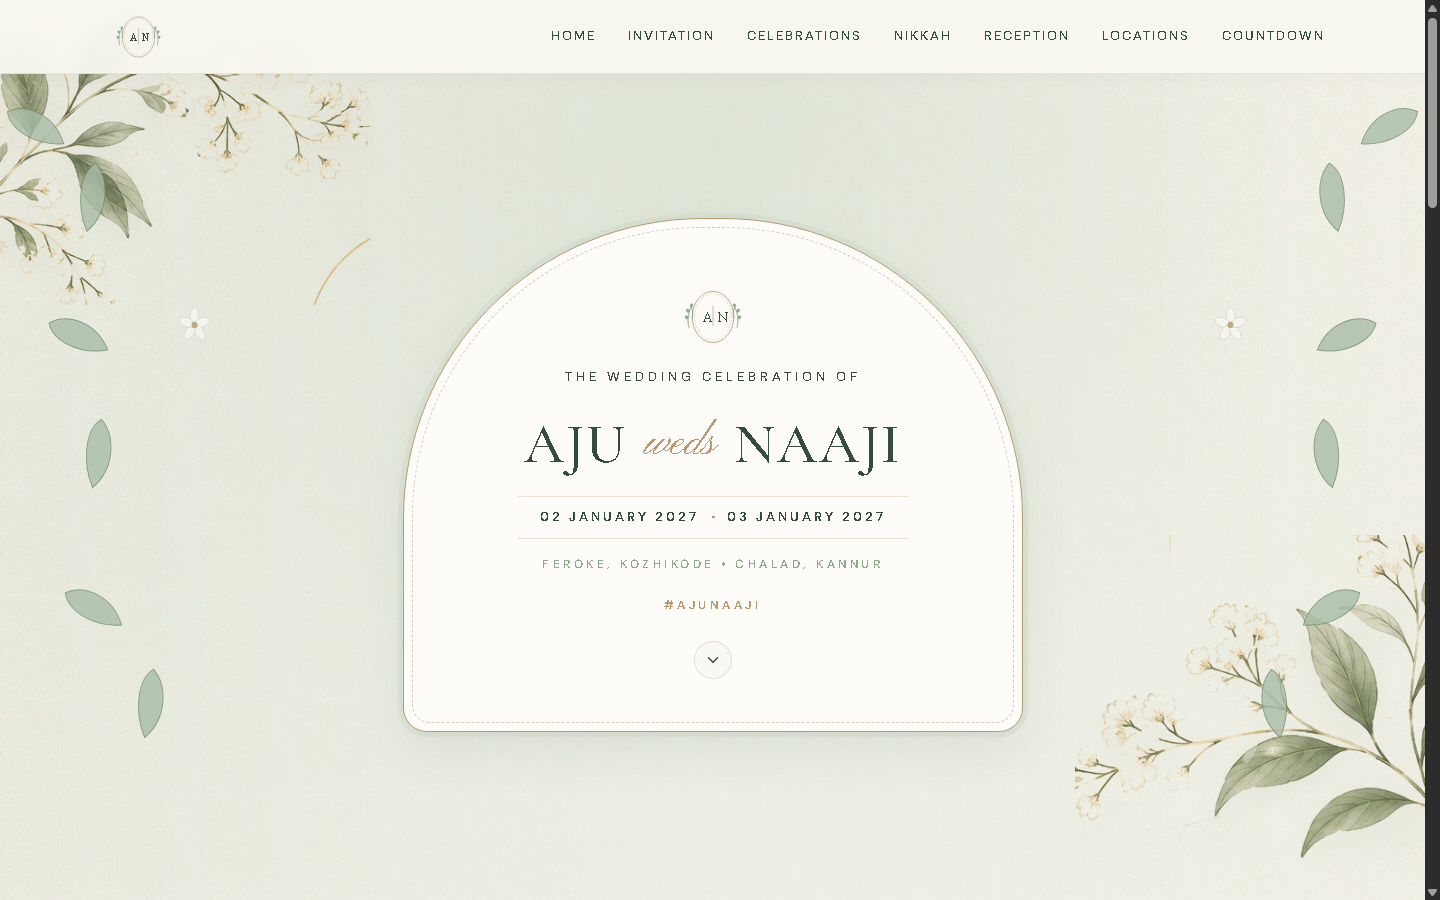 A N
HOME INVITATION CELEBRATIONS NIKKAH RECEPTION LOCATIONS COUNTDOWN
A N
THE WEDDING CELEBRATION OF
AJU weds NAAJI
02 JANUARY 2027 - 03 JANUARY 2027
FEROKE, KOZHIKODE • CHALAD, KANNUR
#AJUNAAJI